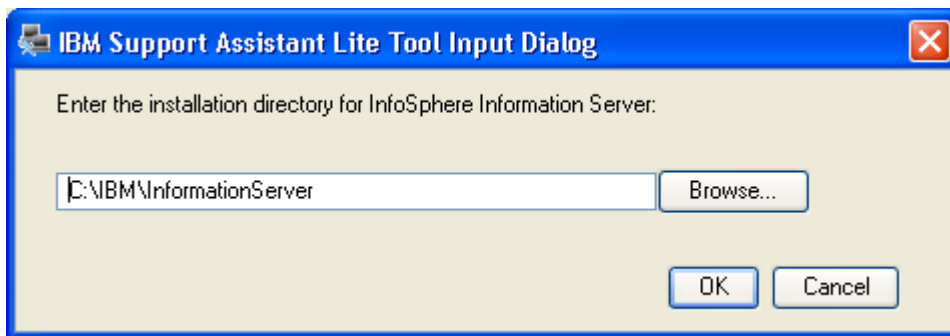 IBM Support Assistant Lite Tool Input Dialog
Enter the installation directory for InfoSphere Information Server:
C:\IBM\InformationServer
Browse...
OK
Cancel